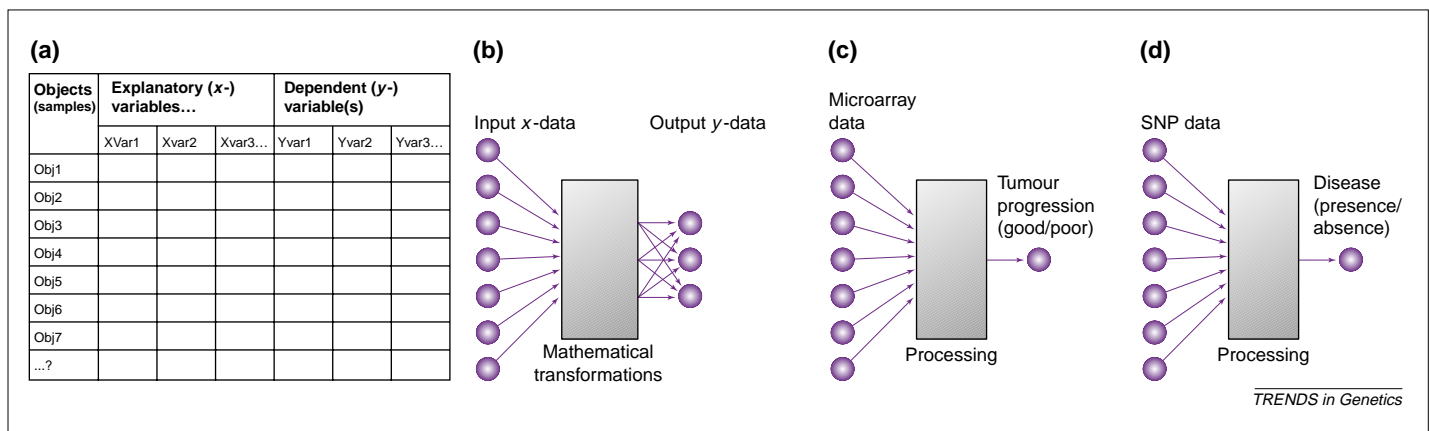 (a)
Objects
(samples)
Explanatory (x-)
variables…
Dependent (y-)
variable(s)
XVar1 Xvar2 Xvar3... Yvar1 Yvar2 Yvar3...
Obj1
Obj2
Obj3
Obj4
Obj5
Obj6
Obj7
...?
(b)
Input x-data
Output y-data
Mathematical
transformations
(c)
Microarray
data
Tumour
progression
(good/poor)
Processing
(d)
SNP data
Disease
(presence/
absence)
Processing
TRENDS in Genetics